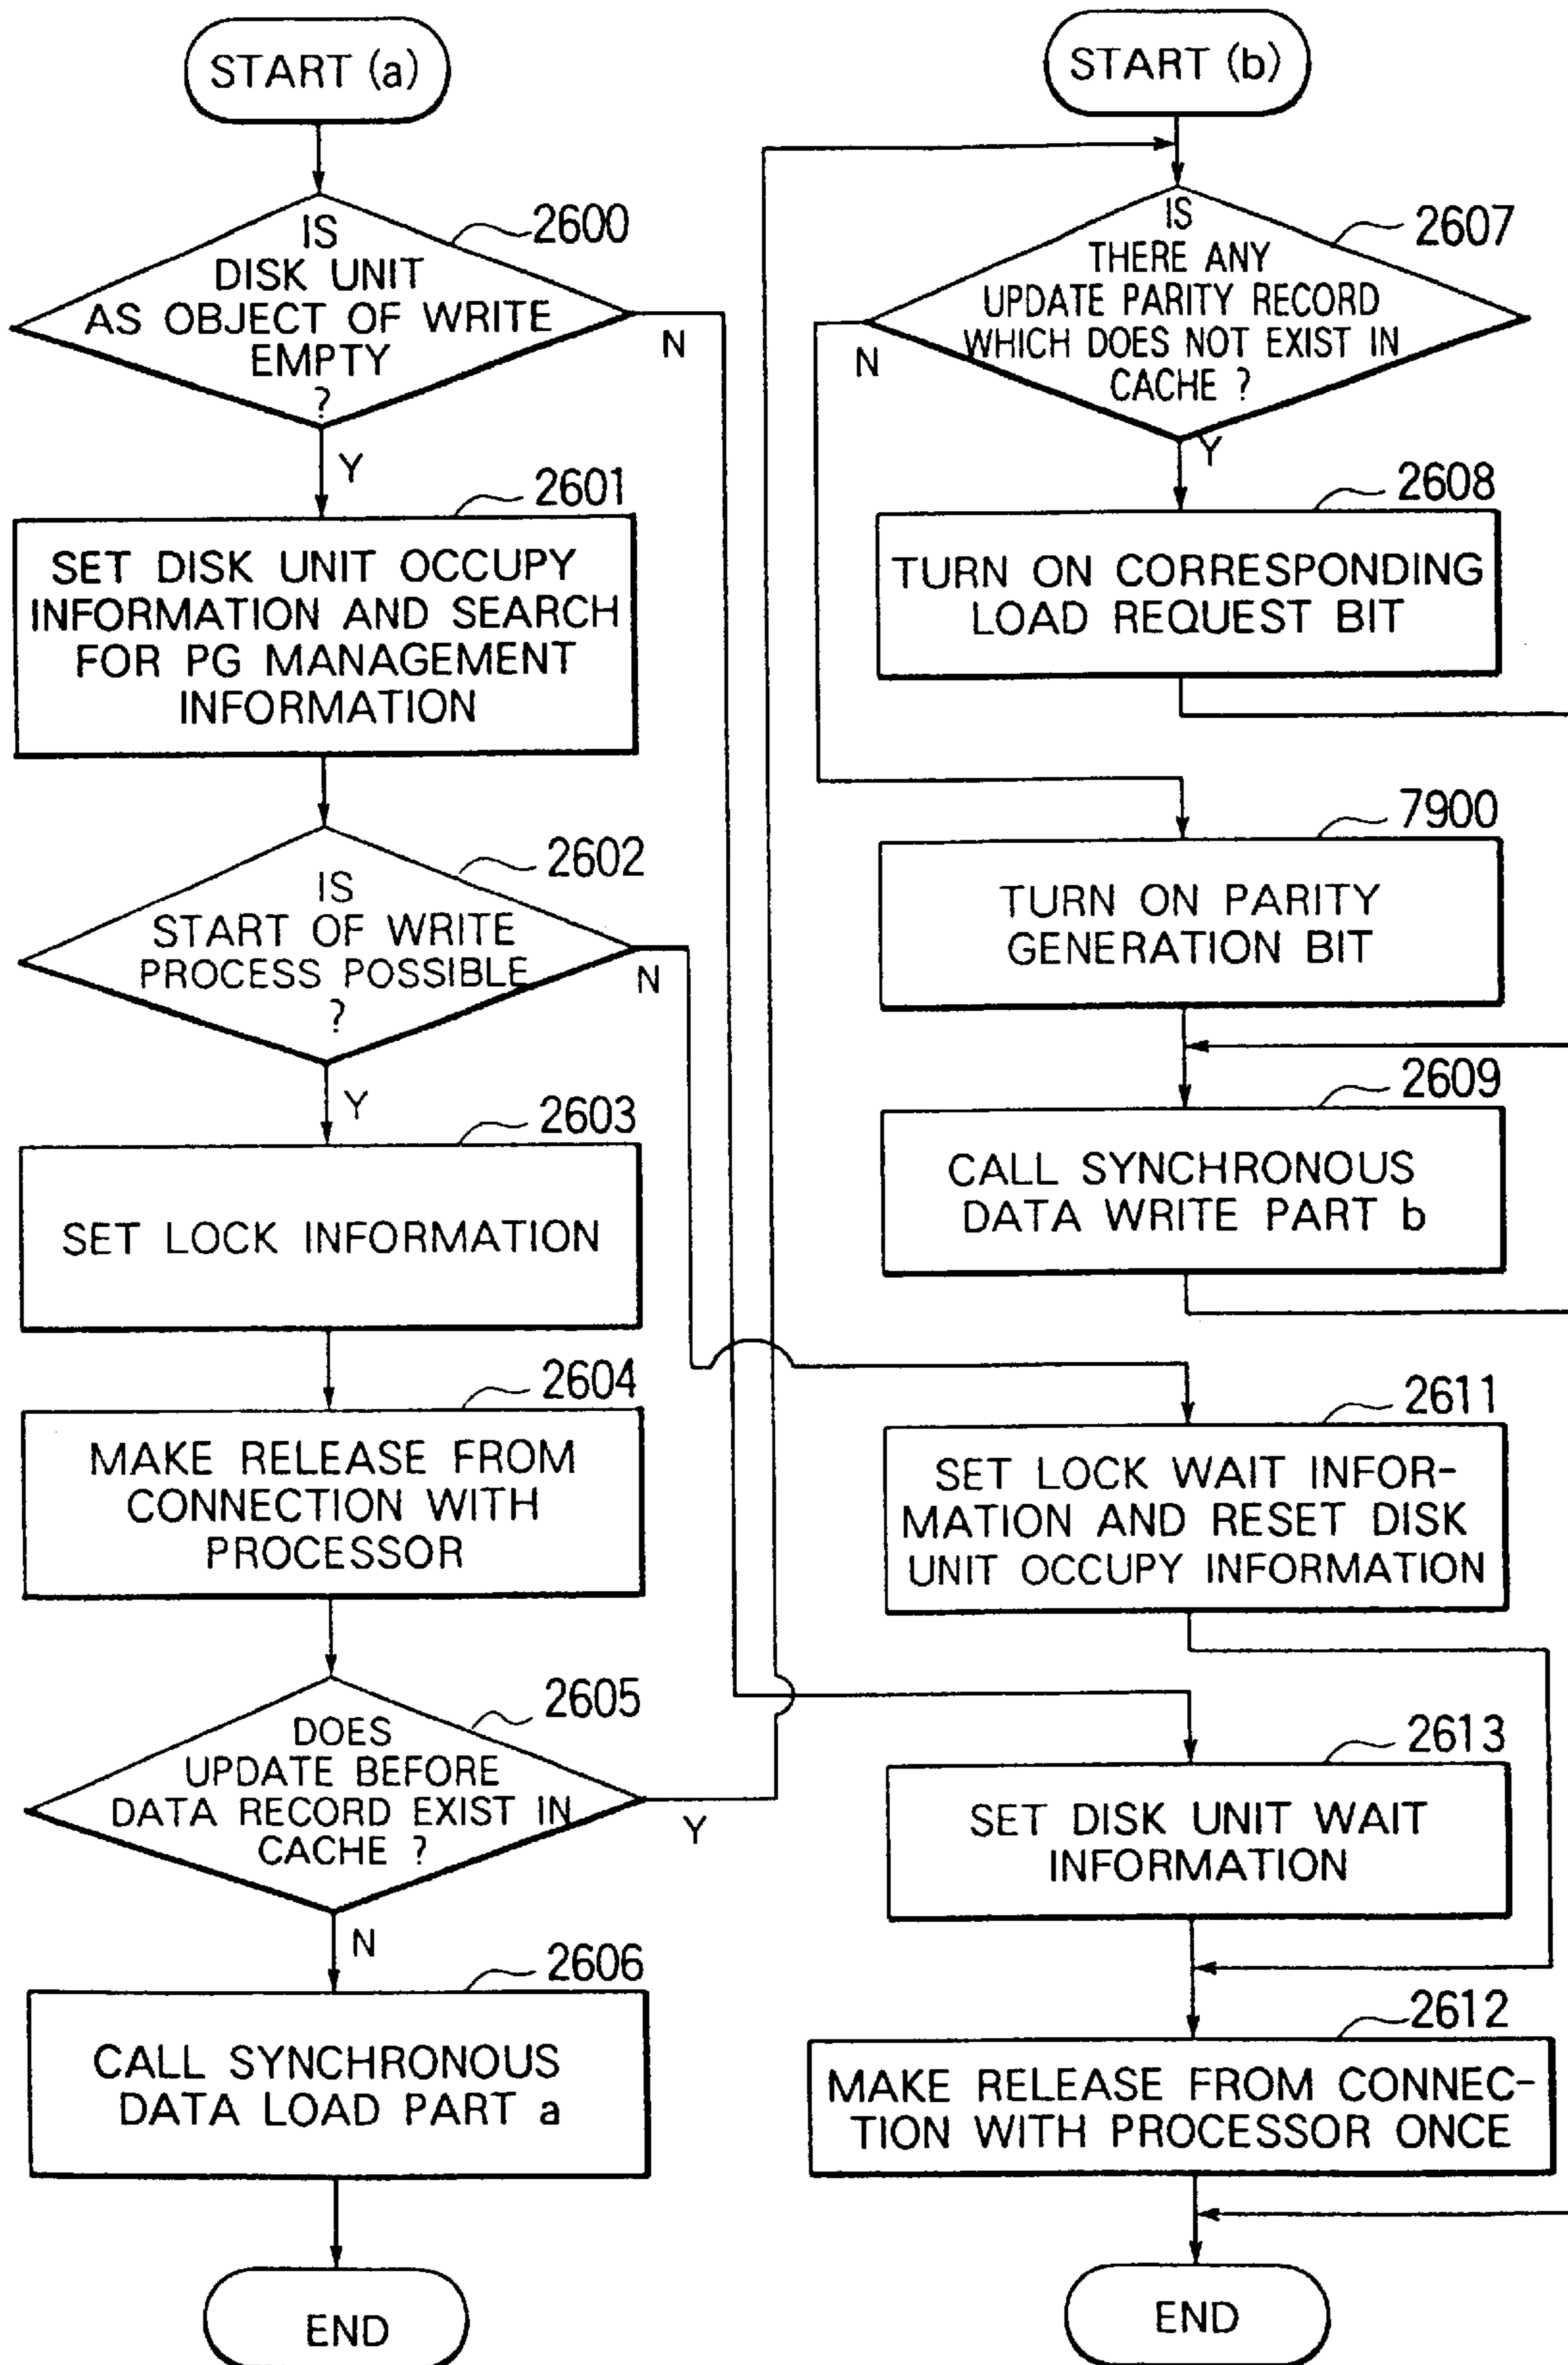 START (a)
IS
DISK UNIT
AS OBJECT OF WRITE
EMPTY
?
2600
N
Y
2601
SET DISK UNIT OCCUPY
INFORMATION AND SEARCH
FOR PG MANAGEMENT
INFORMATION
2602
IS
START OF WRITE
PROCESS POSSIBLE
?
N
Y
2603
SET LOCK INFORMATION
2604
MAKE RELEASE FROM
CONNECTION WITH
PROCESSOR
2605
DOES
UPDATE BEFORE
DATA RECORD EXIST IN
CACHE ?
Y
N
2606
CALL SYNCHRONOUS
DATA LOAD PART a
END
START (b)
2607
IS
THERE ANY
UPDATE PARITY RECORD
WHICH DOES NOT EXIST IN
CACHE ?
N
Y
2608
TURN ON CORRESPONDING
LOAD REQUEST BIT
7900
TURN ON PARITY
GENERATION BIT
2609
CALL SYNCHRONOUS
DATA WRITE PART b
2611
SET LOCK WAIT INFOR-
MATION AND RESET DISK
UNIT OCCUPY INFORMATION
2613
SET DISK UNIT WAIT
INFORMATION
2612
MAKE RELEASE FROM CONNEC-
TION WITH PROCESSOR ONCE
END